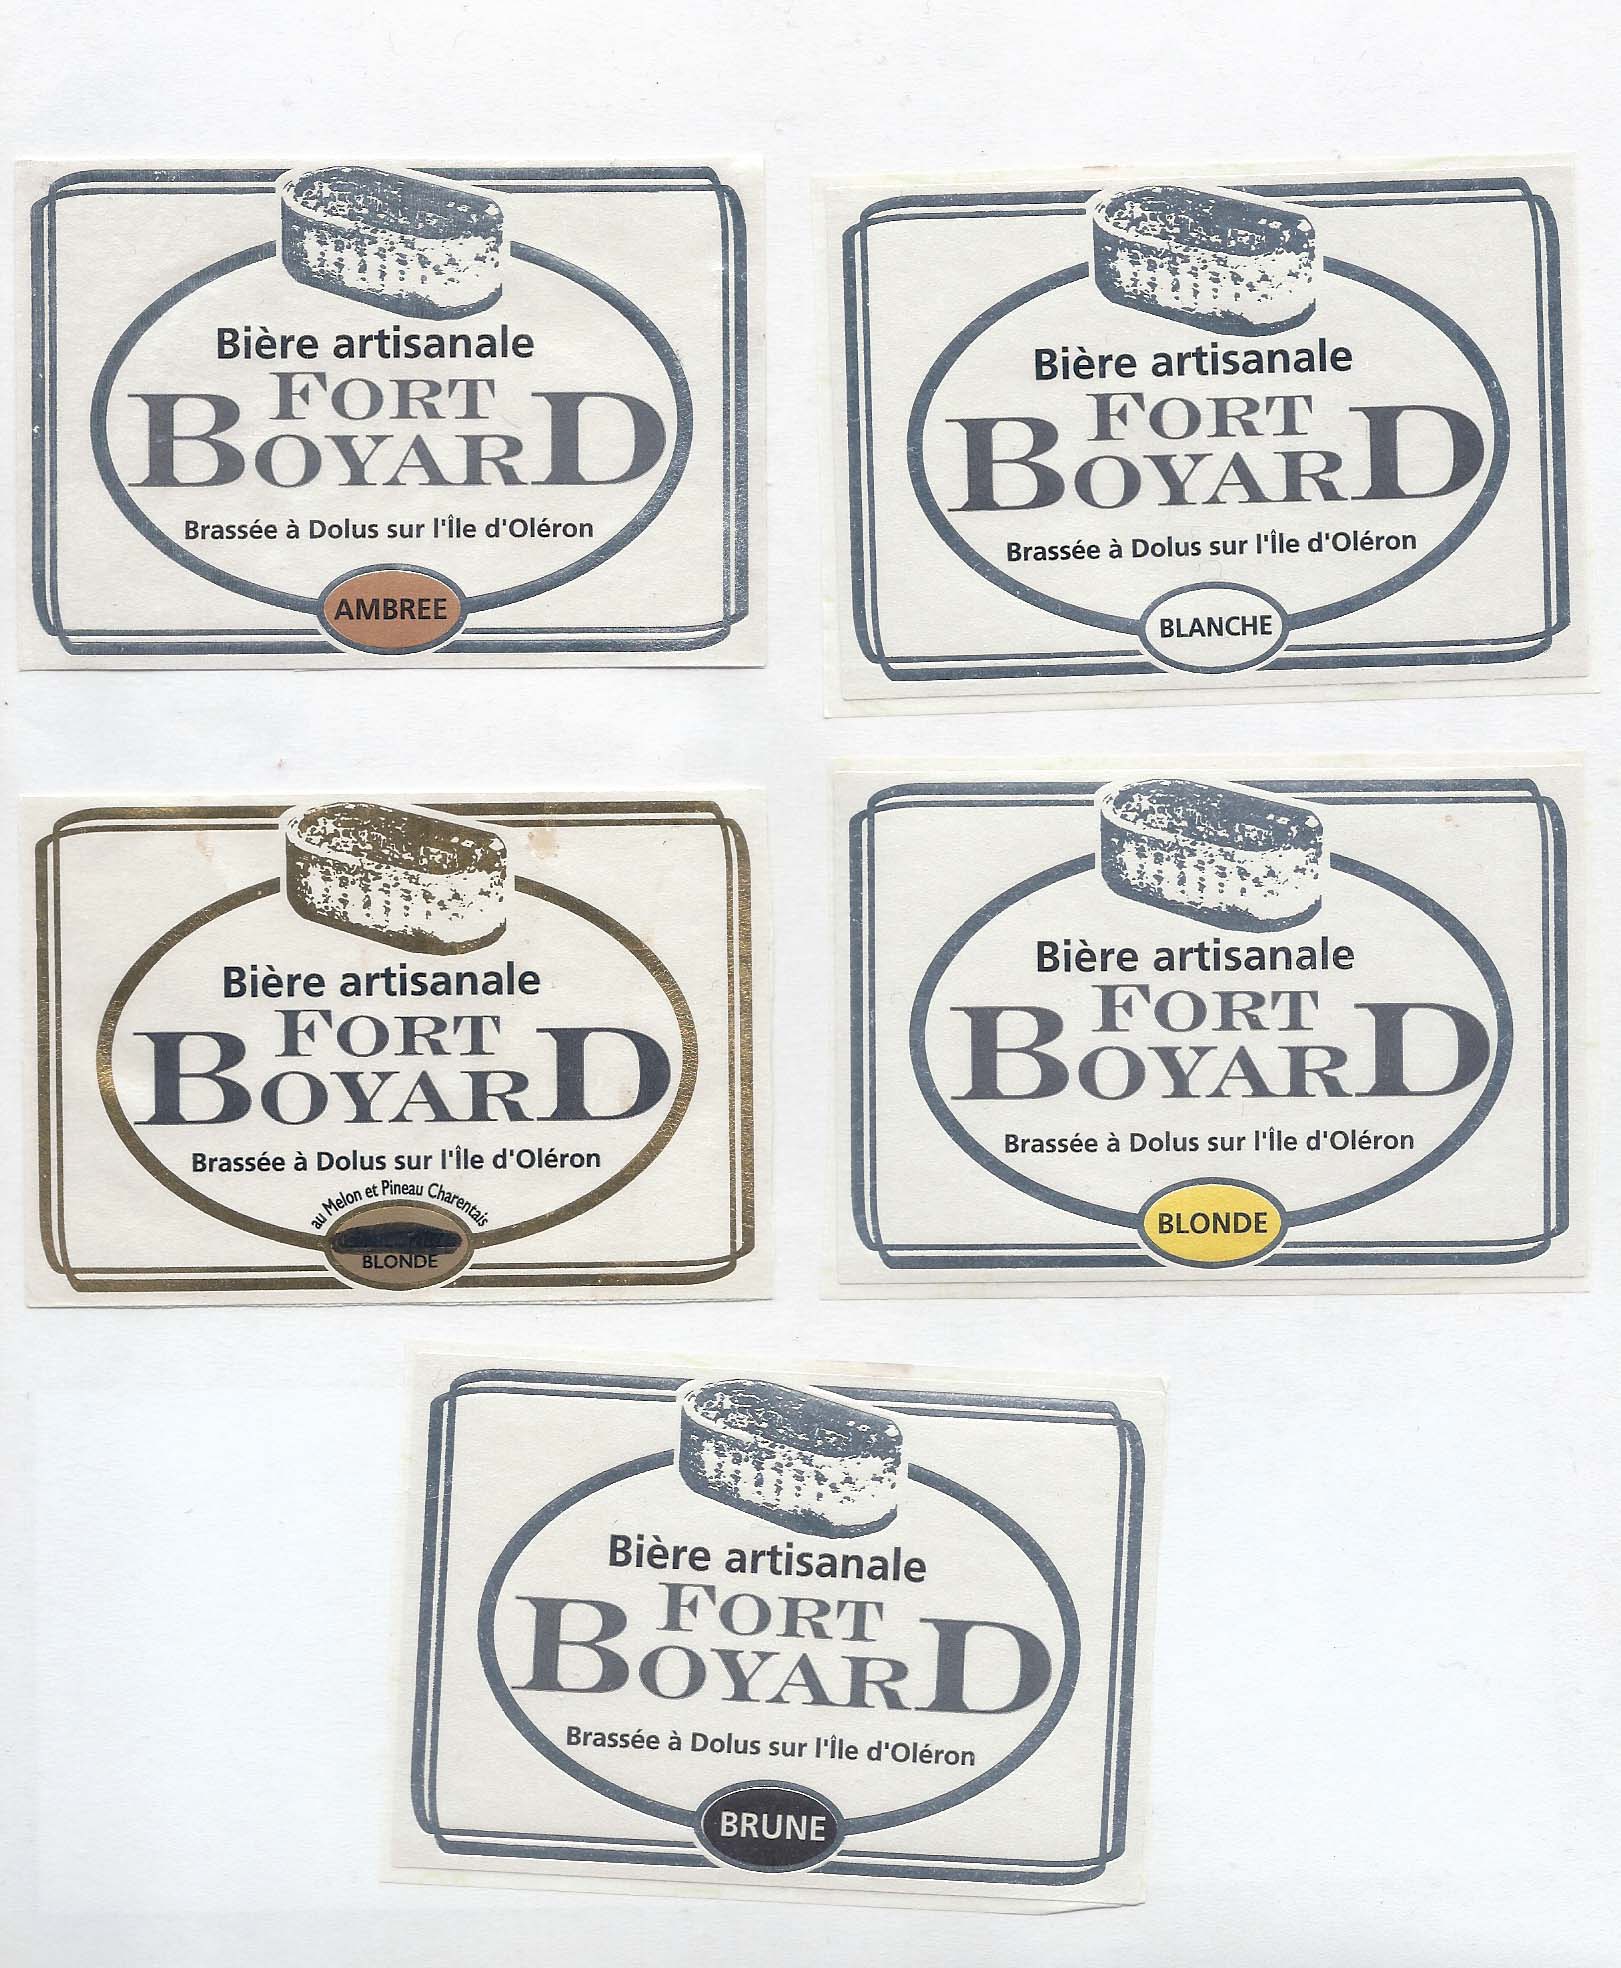 Bière artisanale
FORT
BOYARD
Brassée à Dolus sur l'Île d'Oléron
AMBREE
Bière artisanale
FORT
BOYARD
Brassée à Dolus sur l'Île d'Oléron
BLANCHE
Bière artisanale
FORT
BOYARD
Brassée à Dolus sur l'Île d'Oléron
au Melon et Pineau Charentais
BLONDE
Bière artisanale
FORT
BOYARD
Brassée à Dolus sur l'Île d'Oléron
BLONDE
Bière artisanale
FORT
BOYARD
Brassée à Dolus sur l'Île d'Oléron
BRUNE